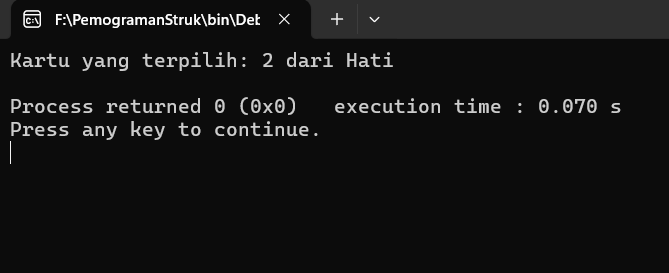 F:\PemogramanStruk\bin\Det
Kartu yang terpilih: 2 dari Hati
Process returned 0 (0x0)   execution time : 0.070 s
Press any key to continue.